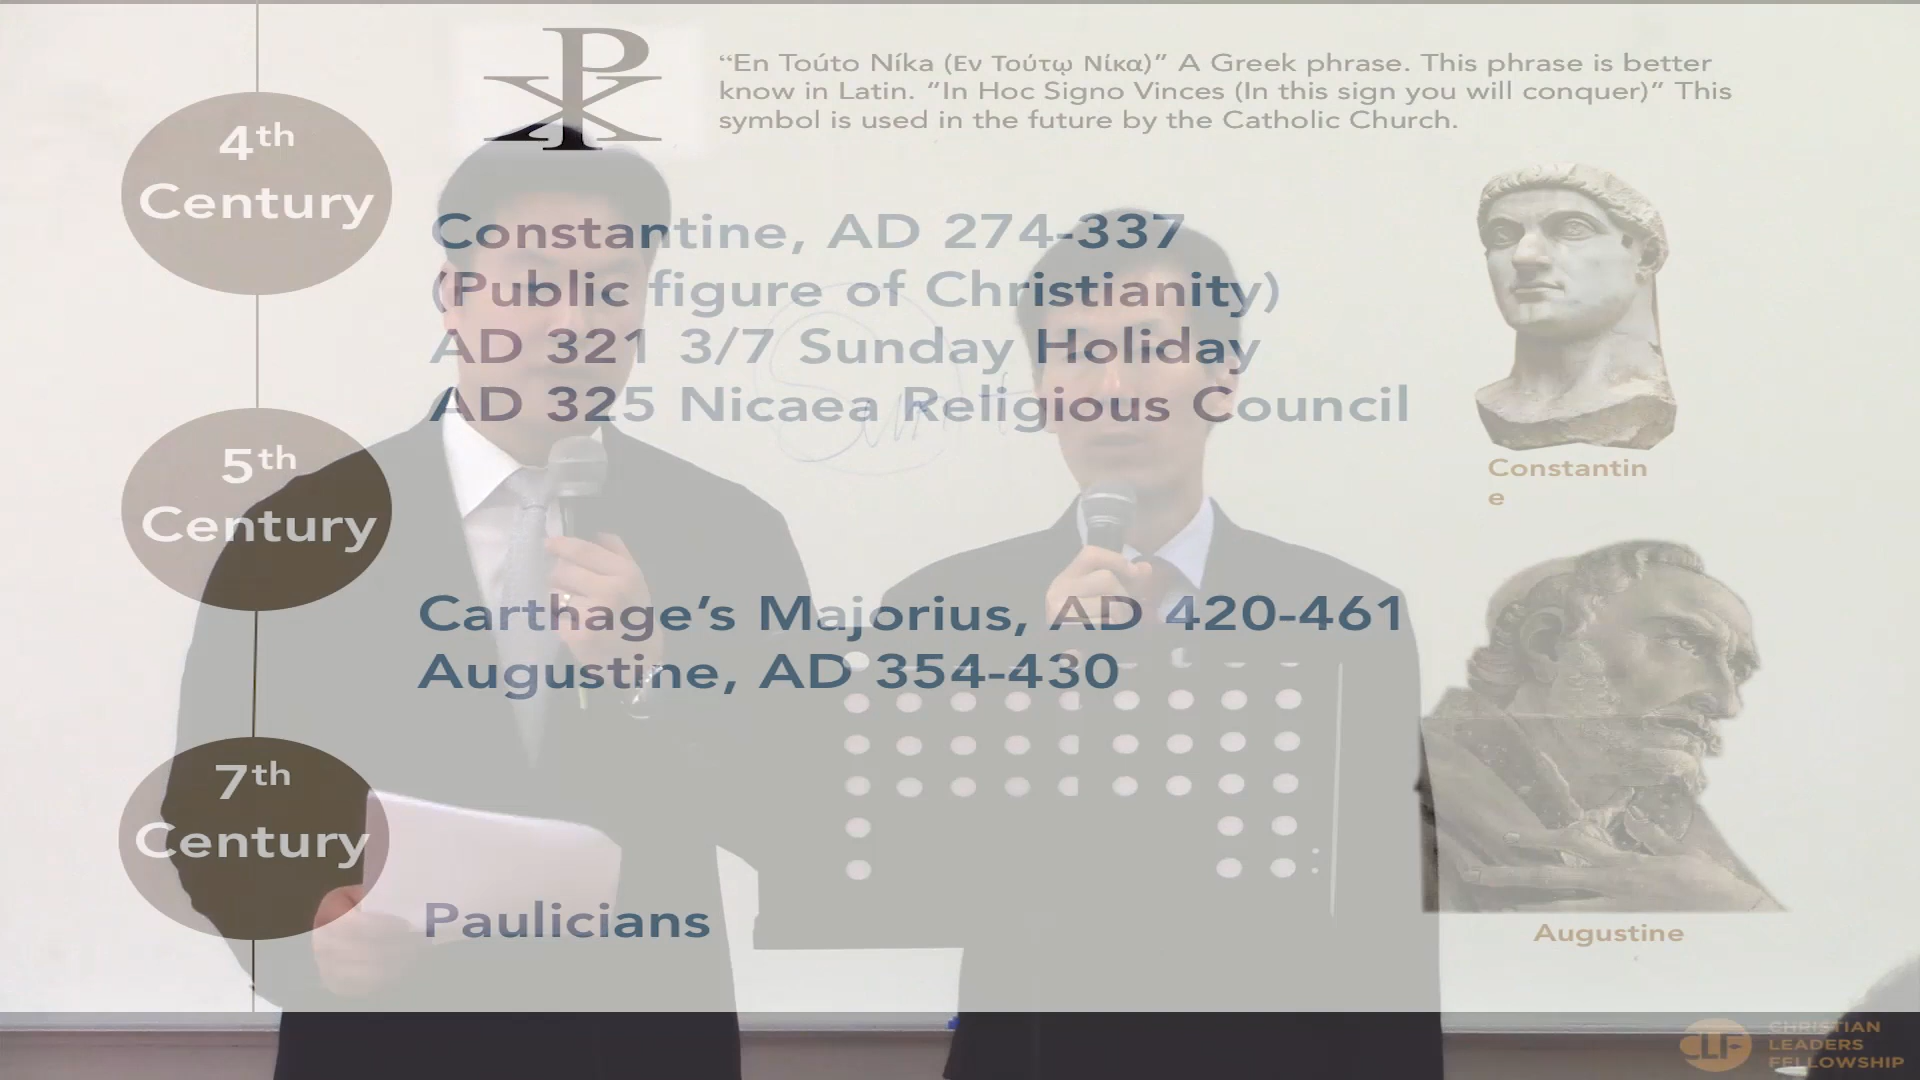 “En Toúto Níka (Εν Τούτῳ Νίκα)” A Greek phrase. This phrase is better
know in Latin. “In Hoc Signo Vinces (In this sign you will conquer)” This
symbol is used in the future by the Catholic Church.
4th
Century
Constantine, AD 274-337
(Public figure of Christianity)
AD 321 3/7 Sunday Holiday
AD 325 Nicaea Religious Council
Constantin
e
5th
Century
Carthage’s Majorius, AD 420-461
Augustine, AD 354-430
7th
Century
Paulicians
Augustine
CLF
CHRISTIAN
LEADERS
FELLOWSHIP